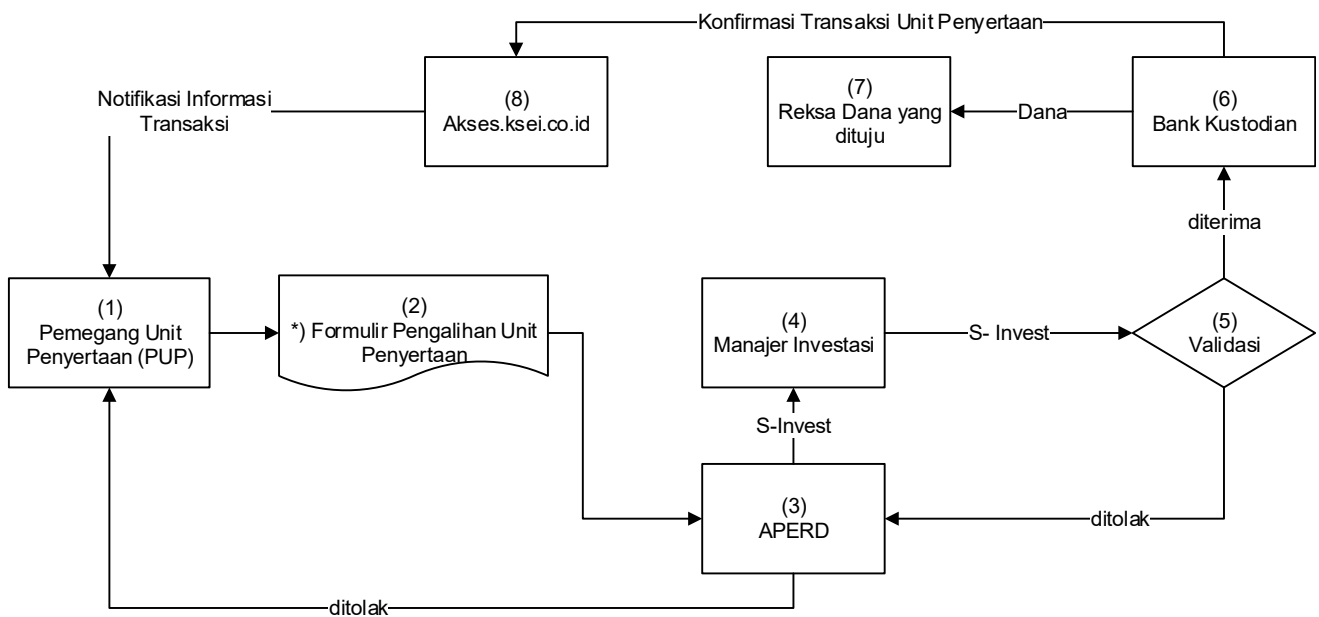 Konfirmasi Transaksi Unit Penyertaan
(8)
Akses.ksei.co.id
(7)
Reksa Dana yang
dituju
Dana
(6)
Bank Kustodian
Notifikasi Informasi
Transaksi
diterima
(1)
Pemegang Unit
Penyertaan (PUP)
(2)
*) Formulir Pengalihan Unit
Penyertaan
(4)
Manajer Investasi
S- Invest
(5)
Validasi
S-Invest
(3)
APERD
ditolak
ditolak